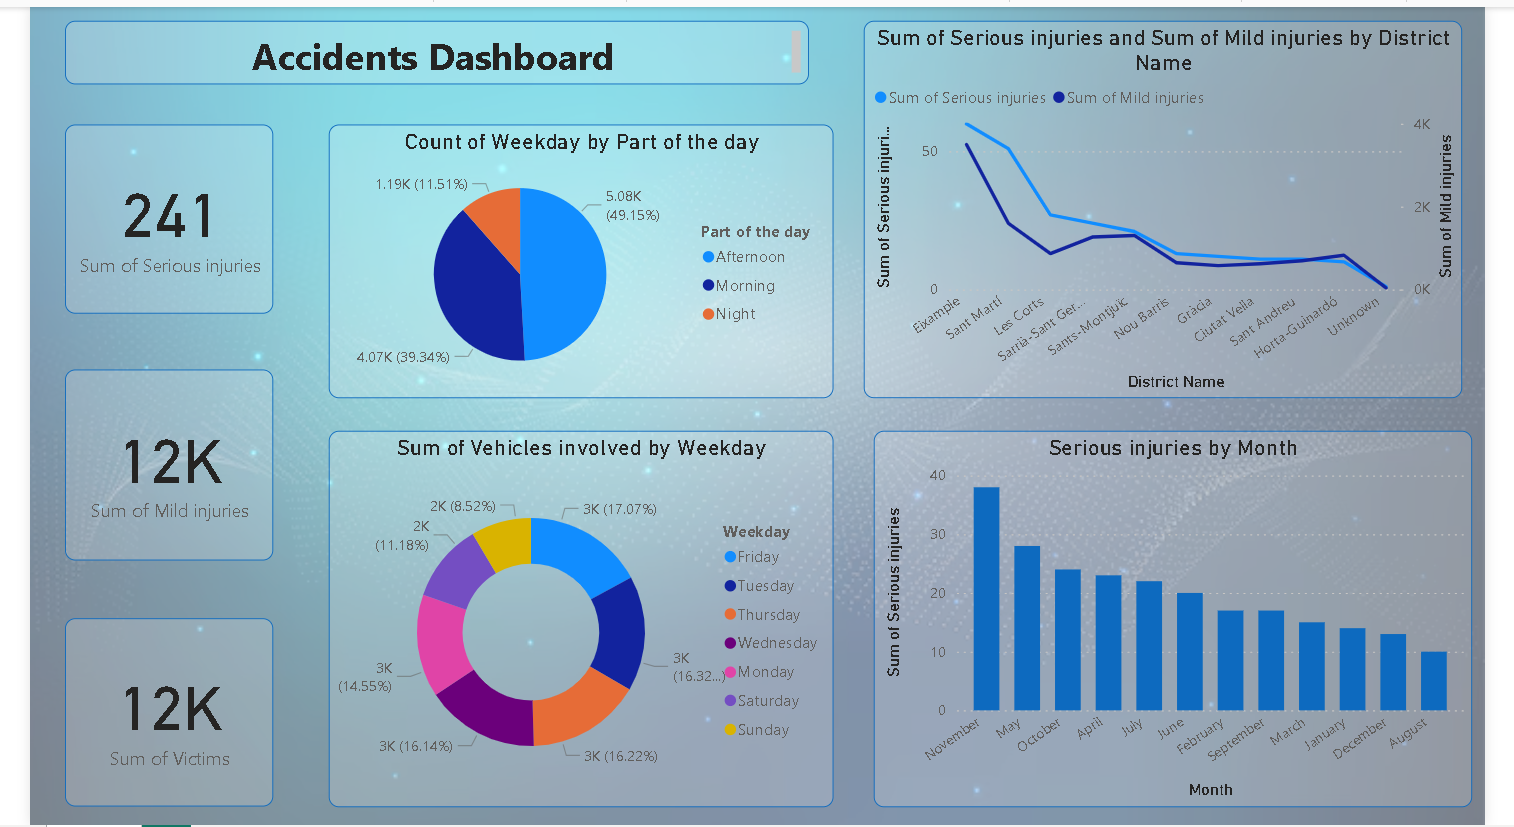 Accidents Dashboard
241
Sum of Serious injuries
12K
Sum of Mild injuries
12K
Sum of Victims
Count of Weekday by Part of the day
1.19K (11.51%)
5.08K
(49.15%)
4.07K (39.34%)
Part of the day
Afternoon
Morning
Night
Sum of Vehicles involved by Weekday
2K (8.52%)
3K (17.07%)
2K
(11.18%)
3K
(14.55%)
3K
(16.32...)
3K (16.14%)
3K (16.22%)
Weekday
Friday
Tuesday
Thursday
Wednesday
Monday
Saturday
Sunday
Sum of Serious injuries and Sum of Mild injuries by District
Name
Sum of Serious injuries
Sum of Mild injuries
Sum of Serious injuri...
50
0
4K
2K
0K
Sum of Mild injuries
Eixample
Sant Martí
Les Corts
Sarrià-Sant Ger...
Sants-Montjuïc
Nou Barris
Gràcia
Ciutat Vella
Sant Andreu
Horta-Guinardó
Unknown
District Name
Serious injuries by Month
Sum of Serious injuries
40
30
20
10
0
November
May
October
April
July
June
February
September
March
January
December
August
Month